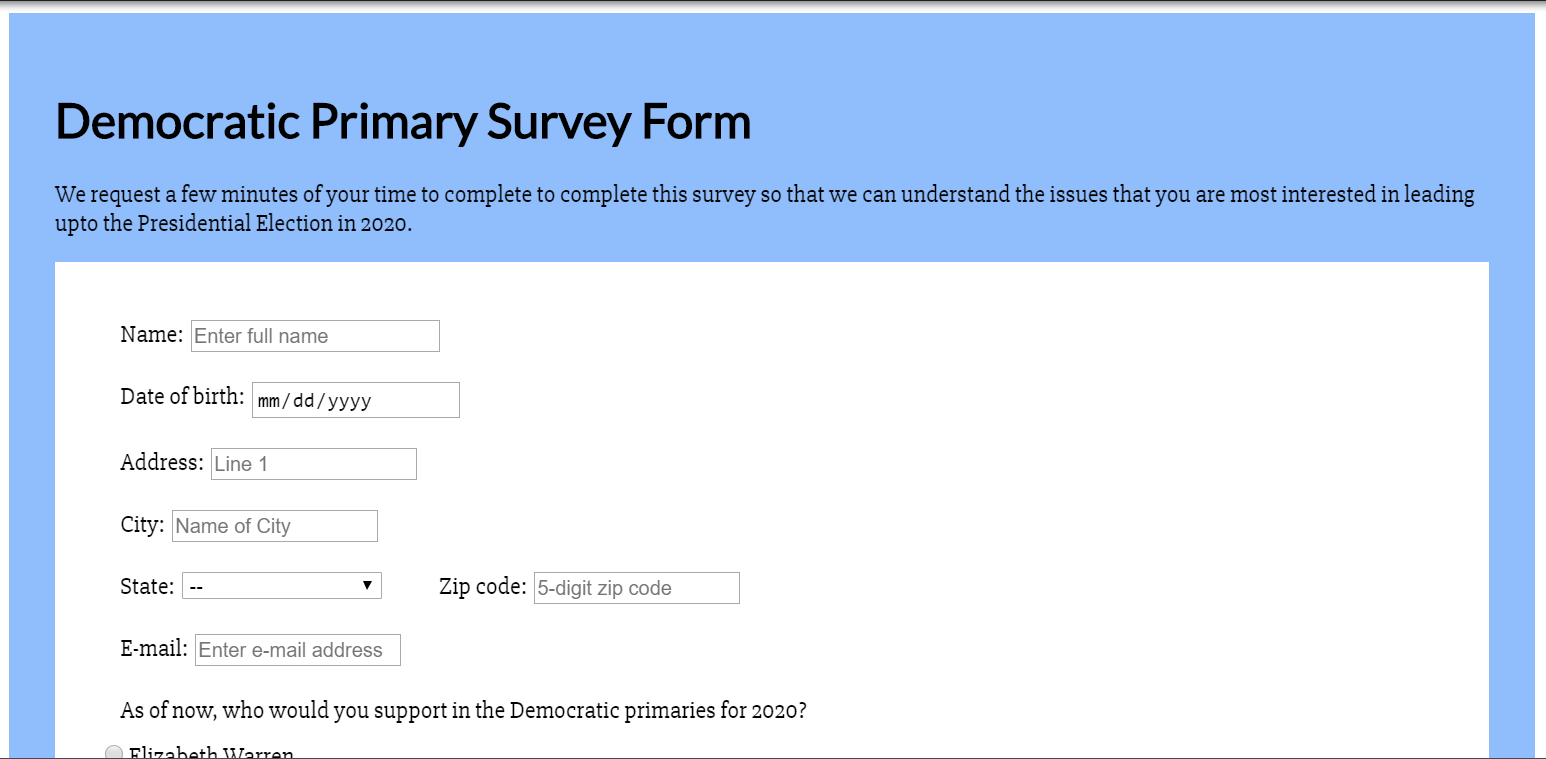 Democratic Primary Survey Form
We request a few minutes of your time to complete to complete this survey so that we can understand the issues that you are most interested in leading
upto the Presidential Election in 2020.
Name: Enter full name
Date of birth: mm/dd/yyyy
Address: Line 1
City: Name of City
State: -- Zip code: 5-digit zip code
E-mail: Enter e-mail address
As of now, who would you support in the Democratic primaries for 2020?
Elizabeth Warren